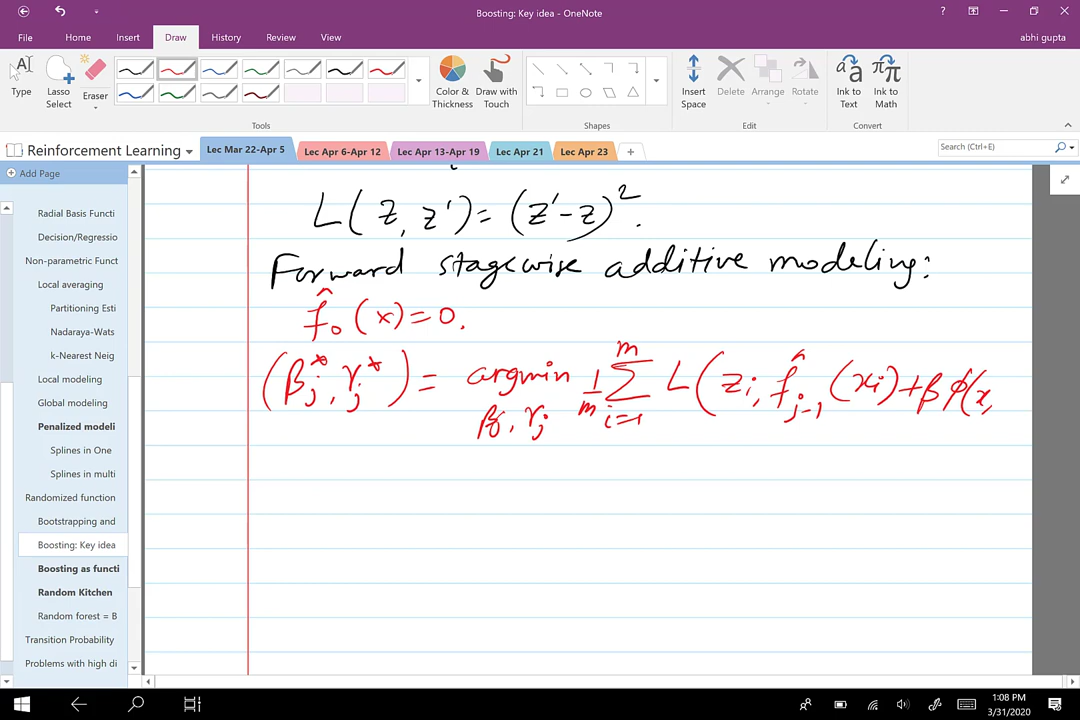 Boosting: Key idea - OneNote
?
File
Home
Insert
Draw
History
Review
View
abhi gupta
Type
Lasso Select
Eraser
Color & Thickness
Draw with Touch
Insert Space
Delete
Arrange
Rotate
Ink to Text
Ink to Math
Tools
Shapes
Edit
Convert
Reinforcement Learning
Lec Mar 22-Apr 5
Lec Apr 6-Apr 12
Lec Apr 13-Apr 19
Lec Apr 21
Lec Apr 23
+
Search (Ctrl+E)
Add Page
Radial Basis Functi
Decision/Regressio
Non-parametric Funct
Local averaging
Partitioning Esti
Nadaraya-Wats
k-Nearest Neig
Local modeling
Global modeling
Penalized modeli
Splines in One
Splines in multi
Randomized function
Bootstrapping and
Boosting: Key idea
Boosting as functi
Random Kitchen
Random forest = B
Transition Probability
Problems with high di
L(z, z') = (z'-z)².
Forward stagewise additive modeling:
f̂₀(x) = 0.
(βⱼ*, γⱼ*) = argmin 1/m Σ L(zᵢ, f̂ⱼ₋₁(xᵢ) + β φ(x,
βⱼ, γⱼ i=1 m
1:08 PM
3/31/2020